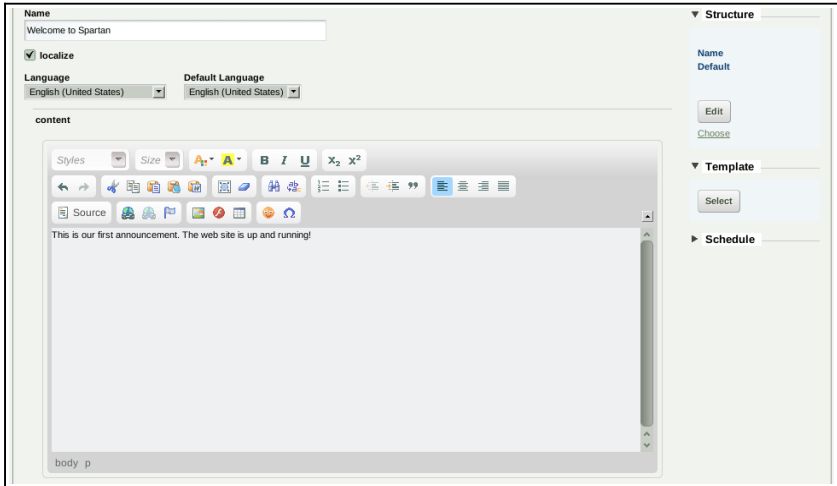 Name
Welcome to Spartan
localize
Language Default Language
English (United States) English (United States)
content
Styles Size A A B I U X₂ X²
Source Ω
This is our first announcement. The web site is up and running!
body p
Structure
Name
Default
Edit
Choose
Template
Select
Schedule